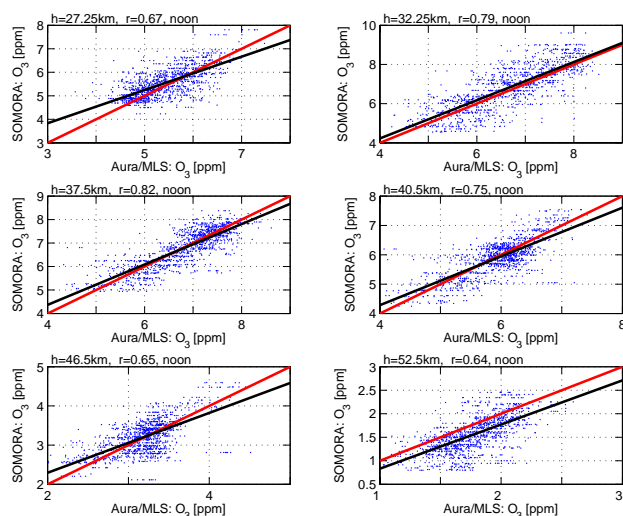 h=27.25km, r=0.67, noon
8
7
6
5
4
3
3 5 7
SOMORA: O3 [ppm]
Aura/MLS: O3 [ppm]
h=32.25km, r=0.79, noon
10
8
6
4
4 6 8
SOMORA: O3 [ppm]
Aura/MLS: O3 [ppm]
h=37.5km, r=0.82, noon
9
8
7
6
5
4
4 6 8
SOMORA: O3 [ppm]
Aura/MLS: O3 [ppm]
h=40.5km, r=0.75, noon
8
7
6
5
4
4 6 8
SOMORA: O3 [ppm]
Aura/MLS: O3 [ppm]
h=46.5km, r=0.65, noon
5
4
3
2
2 4
SOMORA: O3 [ppm]
Aura/MLS: O3 [ppm]
h=52.5km, r=0.64, noon
3
2.5
2
1.5
1
0.5
1 2 3
SOMORA: O3 [ppm]
Aura/MLS: O3 [ppm]